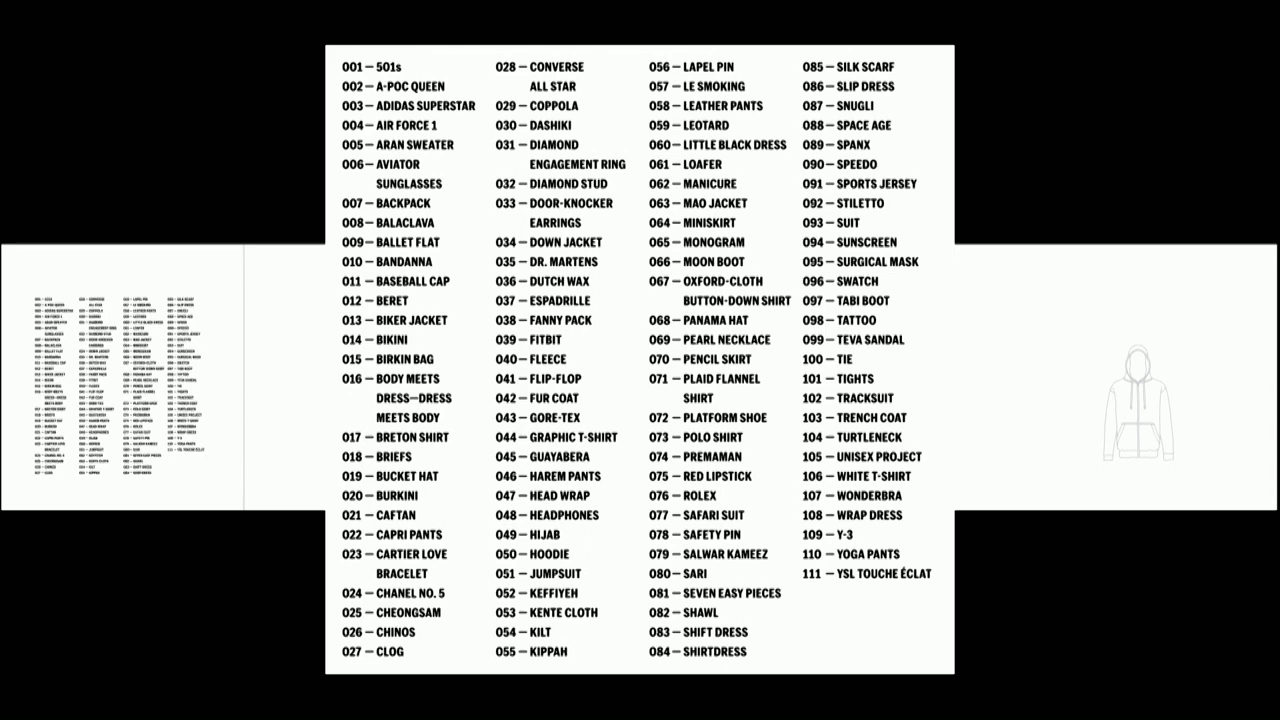 001 — 501s
002 — A-POC QUEEN
003 — ADIDAS SUPERSTAR
004 — AIR FORCE 1
005 — ARAN SWEATER
006 — AVIATOR
SUNGLASSES
007 — BACKPACK
008 — BALACLAVA
009 — BALLET FLAT
010 — BANDANNA
011 — BASEBALL CAP
012 — BERET
013 — BIKER JACKET
014 — BIKINI
015 — BIRKIN BAG
016 — BODY MEETS
DRESS—DRESS
MEETS BODY
017 — BRETON SHIRT
018 — BRIEFS
019 — BUCKET HAT
020 — BURKINI
021 — CAFTAN
022 — CAPRI PANTS
023 — CARTIER LOVE
BRACELET
024 — CHANEL NO. 5
025 — CHEONGSAM
026 — CHINOS
027 — CLOG
028 — CONVERSE
ALL STAR
029 — COPPOLA
030 — DASHIKI
031 — DIAMOND
ENGAGEMENT RING
032 — DIAMOND STUD
033 — DOOR-KNOCKER
EARRINGS
034 — DOWN JACKET
035 — DR. MARTENS
036 — DUTCH WAX
037 — ESPADRILLE
038 — FANNY PACK
039 — FITBIT
040 — FLEECE
041 — FLIP-FLOP
042 — FUR COAT
043 — GORE-TEX
044 — GRAPHIC T-SHIRT
045 — GUAYABERA
046 — HAREM PANTS
047 — HEAD WRAP
048 — HEADPHONES
049 — HIJAB
050 — HOODIE
051 — JUMPSUIT
052 — KEFFIYEH
053 — KENTE CLOTH
054 — KILT
055 — KIPPAH
056 — LAPEL PIN
057 — LE SMOKING
058 — LEATHER PANTS
059 — LEOTARD
060 — LITTLE BLACK DRESS
061 — LOAFER
062 — MANICURE
063 — MAO JACKET
064 — MINISKIRT
065 — MONOGRAM
066 — MOON BOOT
067 — OXFORD-CLOTH
BUTTON-DOWN SHIRT
068 — PANAMA HAT
069 — PEARL NECKLACE
070 — PENCIL SKIRT
071 — PLAID FLANNEL
SHIRT
072 — PLATFORM SHOE
073 — POLO SHIRT
074 — PREMAMAN
075 — RED LIPSTICK
076 — ROLEX
077 — SAFARI SUIT
078 — SAFETY PIN
079 — SALWAR KAMEEZ
080 — SARI
081 — SEVEN EASY PIECES
082 — SHAWL
083 — SHIFT DRESS
084 — SHIRTDRESS
085 — SILK SCARF
086 — SLIP DRESS
087 — SNUGLI
088 — SPACE AGE
089 — SPANX
090 — SPEEDO
091 — SPORTS JERSEY
092 — STILETTO
093 — SUIT
094 — SUNSCREEN
095 — SURGICAL MASK
096 — SWATCH
097 — TABI BOOT
098 — TATTOO
099 — TEVA SANDAL
100 — TIE
101 — TIGHTS
102 — TRACKSUIT
103 — TRENCH COAT
104 — TURTLENECK
105 — UNISEX PROJECT
106 — WHITE T-SHIRT
107 — WONDERBRA
108 — WRAP DRESS
109 — Y-3
110 — YOGA PANTS
111 — YSL TOUCHE ÉCLAT